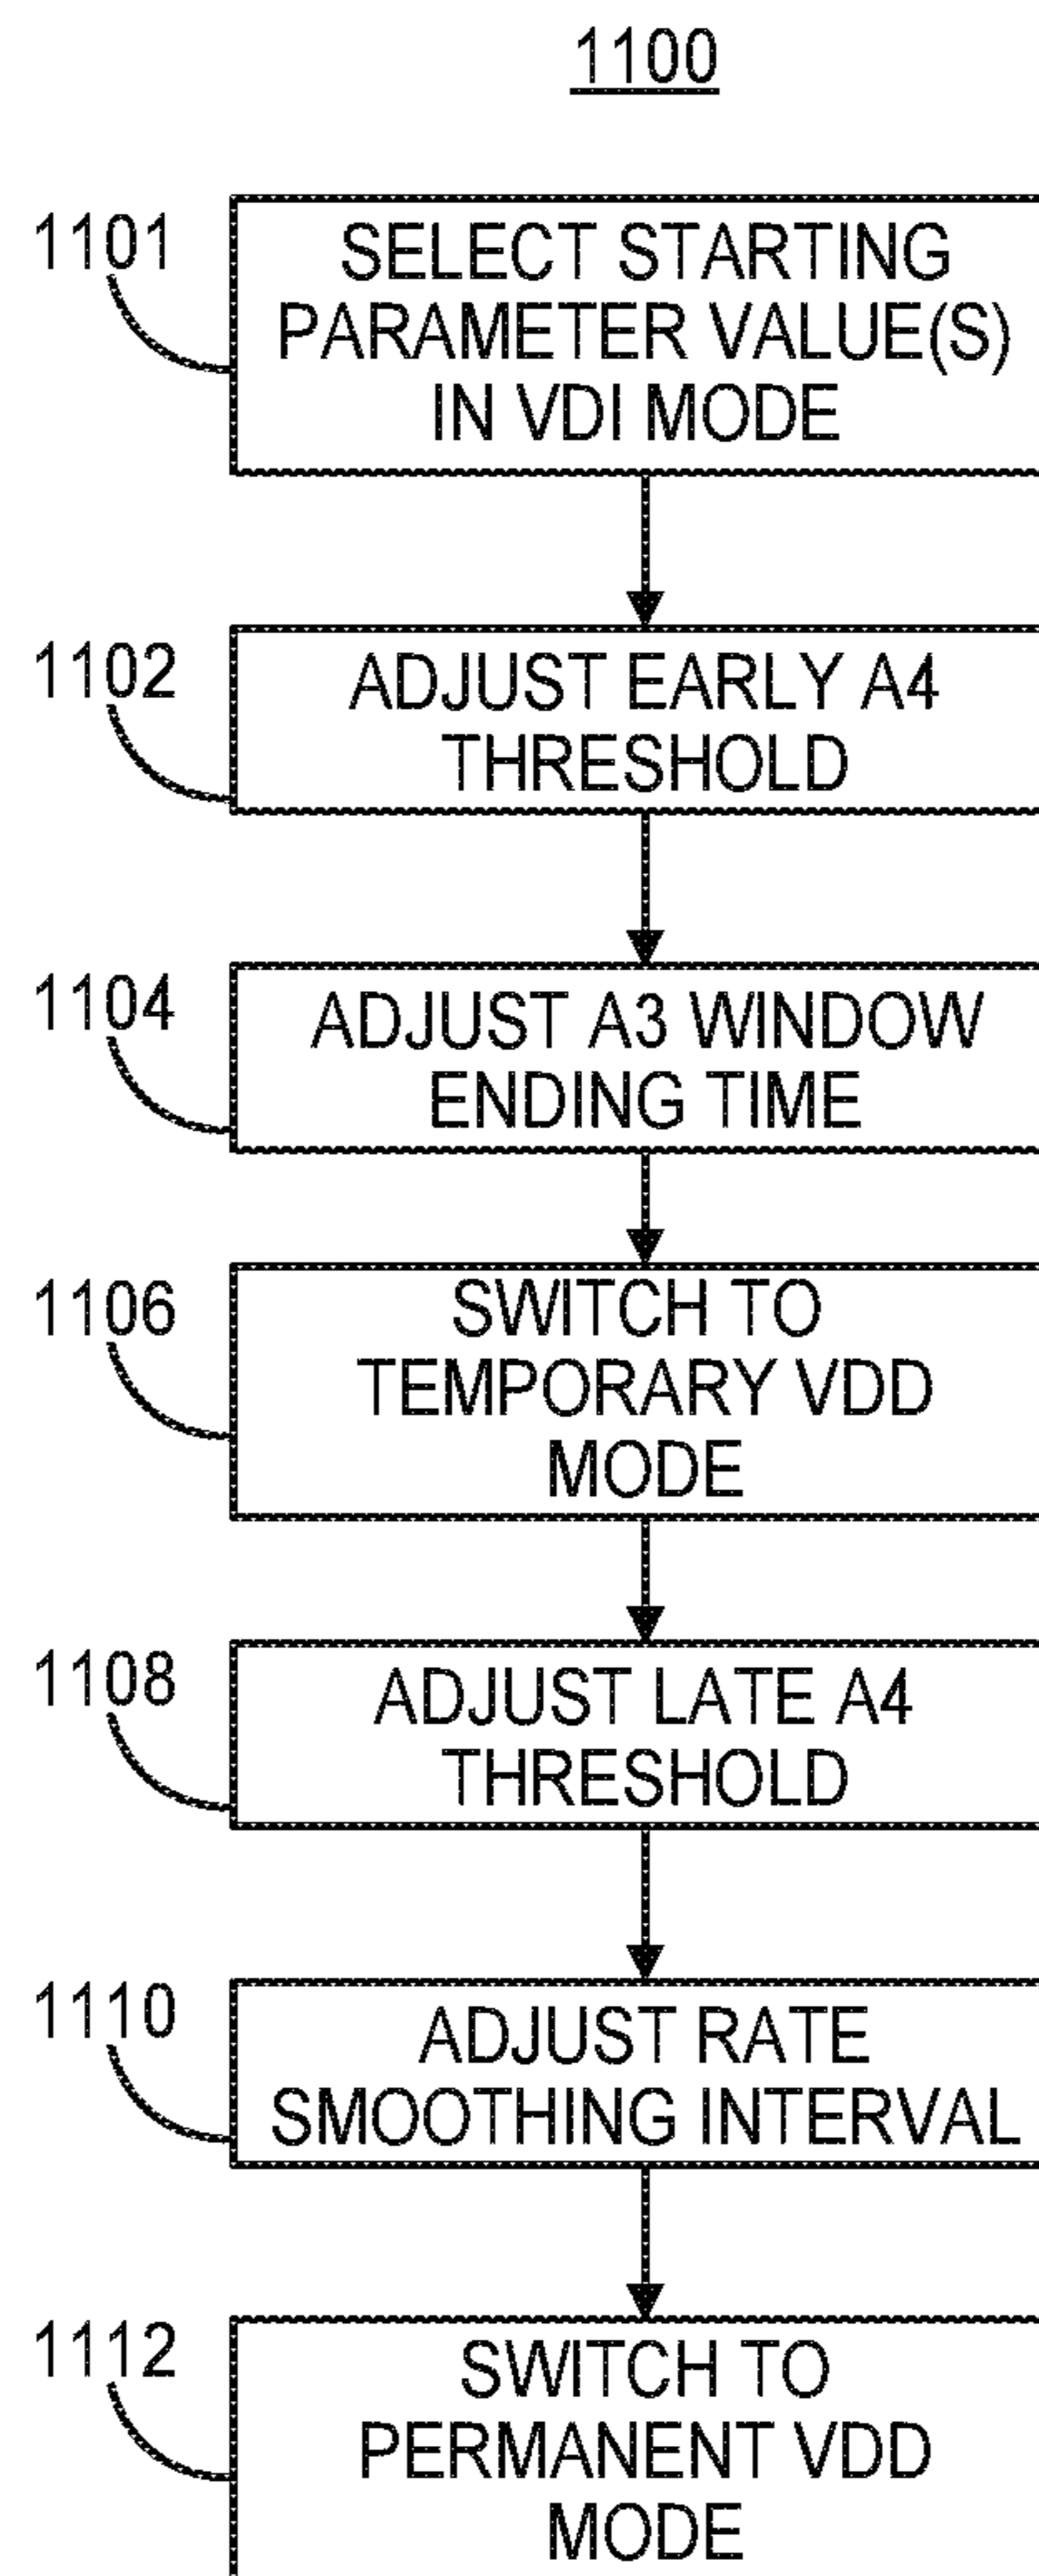 1100
1101
SELECT STARTING
PARAMETER VALUE(S)
IN VDI MODE
1102
ADJUST EARLY A4
THRESHOLD
1104
ADJUST A3 WINDOW
ENDING TIME
1106
SWITCH TO
TEMPORARY VDD
MODE
1108
ADJUST LATE A4
THRESHOLD
1110
ADJUST RATE
SMOOTHING INTERVAL
1112
SWITCH TO
PERMANENT VDD
MODE